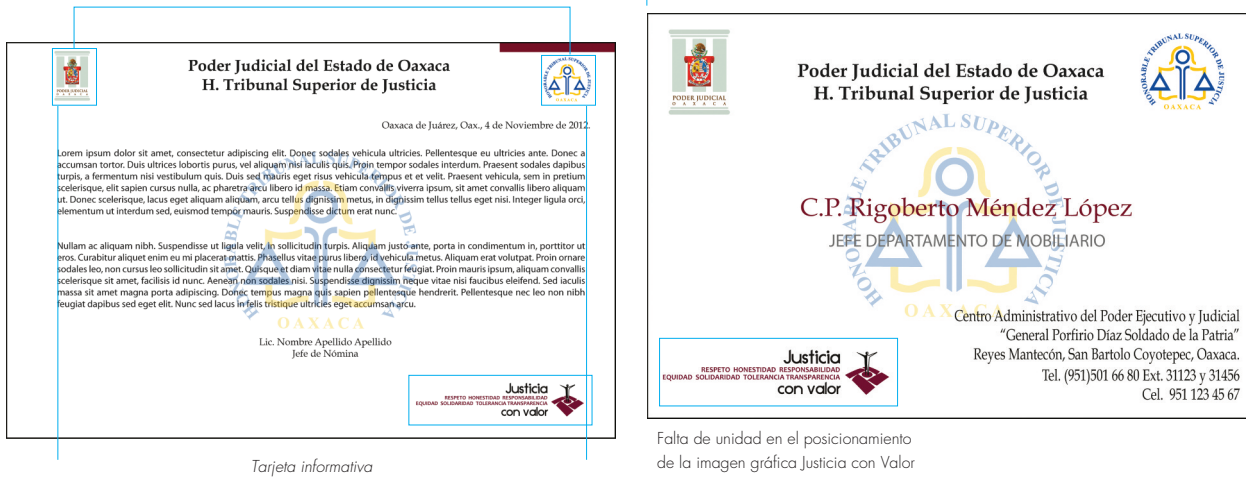 PODER JUDICIAL
OAXACA
Poder Judicial del Estado de Oaxaca
H. Tribunal Superior de Justicia
HONORABLE TRIBUNAL SUPERIOR DE JUSTICIA
OAXACA
Oaxaca de Juárez, Oax., 4 de Noviembre de 2012.
Lorem ipsum dolor sit amet, consectetur adipiscing elit. Donec sodales vehicula ultricies. Pellentesque eu ultricies ante. Donec a
accumsan tortor. Duis ultrices lobortis purus, vel aliquam nisi iaculis quis. Proin tempor sodales interdum. Praesent sodales dapibus
turpis, a fermentum nisi vestibulum quis. Duis sed mauris eget risus vehicula tempus et et velit. Praesent vehicula, sem in pretium
scelerisque, elit sapien cursus nulla, ac pharetra arcu libero id massa. Etiam convallis viverra ipsum, sit amet convallis libero aliquam
ut. Donec scelerisque, lacus eget aliquam aliquam, arcu tellus dignissim metus, in dignissim tellus tellus eget nisi. Integer ligula orci,
elementum ut interdum sed, euismod tempor mauris. Suspendisse dictum erat nunc.
Nullam ac aliquam nibh. Suspendisse ut ligula velit, in sollicitudin turpis. Aliquam justo ante, porta in condimentum in, porttitor ut
eros. Curabitur aliquet enim eu mi placerat mattis. Phasellus vitae purus libero, id vehicula metus. Aliquam erat volutpat. Proin ornare
sodales leo, non cursus leo sollicitudin sit amet. Quisque et diam vitae nulla consectetur feugiat. Proin mauris ipsum, aliquam convallis
scelerisque sit amet, facilisis id nunc. Aenean non sodales nisi. Suspendisse dignissim neque vitae nisi faucibus eleifend. Sed iaculis
massa sit amet magna porta adipiscing. Donec tempus magna quis sapien pellentesque hendrerit. Pellentesque nec leo non nibh
feugiat dapibus sed eget elit. Nunc sed lacus in felis tristique ultricies eget accumsan arcu.
HONORABLE TRIBUNAL SUPERIOR DE JUSTICIA
OAXACA
Lic. Nombre Apellido Apellido
Jefe de Nómina
Justicia
RESPETO HONESTIDAD RESPONSABILIDAD
EQUIDAD SOLIDARIDAD TOLERANCIA TRANSPARENCIA
con valor
Tarjeta informativa
PODER JUDICIAL
OAXACA
Poder Judicial del Estado de Oaxaca
H. Tribunal Superior de Justicia
HONORABLE TRIBUNAL SUPERIOR DE JUSTICIA
OAXACA
HONORABLE TRIBUNAL SUPERIOR DE JUSTICIA
OAXACA
C.P. Rigoberto Méndez López
JEFE DEPARTAMENTO DE MOBILIARIO
Centro Administrativo del Poder Ejecutivo y Judicial
“General Porfirio Díaz Soldado de la Patria”
Reyes Mantecón, San Bartolo Coyotepec, Oaxaca.
Tel. (951)501 66 80 Ext. 31123 y 31456
Cel. 951 123 45 67
Justicia
RESPETO HONESTIDAD RESPONSABILIDAD
EQUIDAD SOLIDARIDAD TOLERANCIA TRANSPARENCIA
con valor
Falta de unidad en el posicionamiento
de la imagen gráfica Justicia con Valor